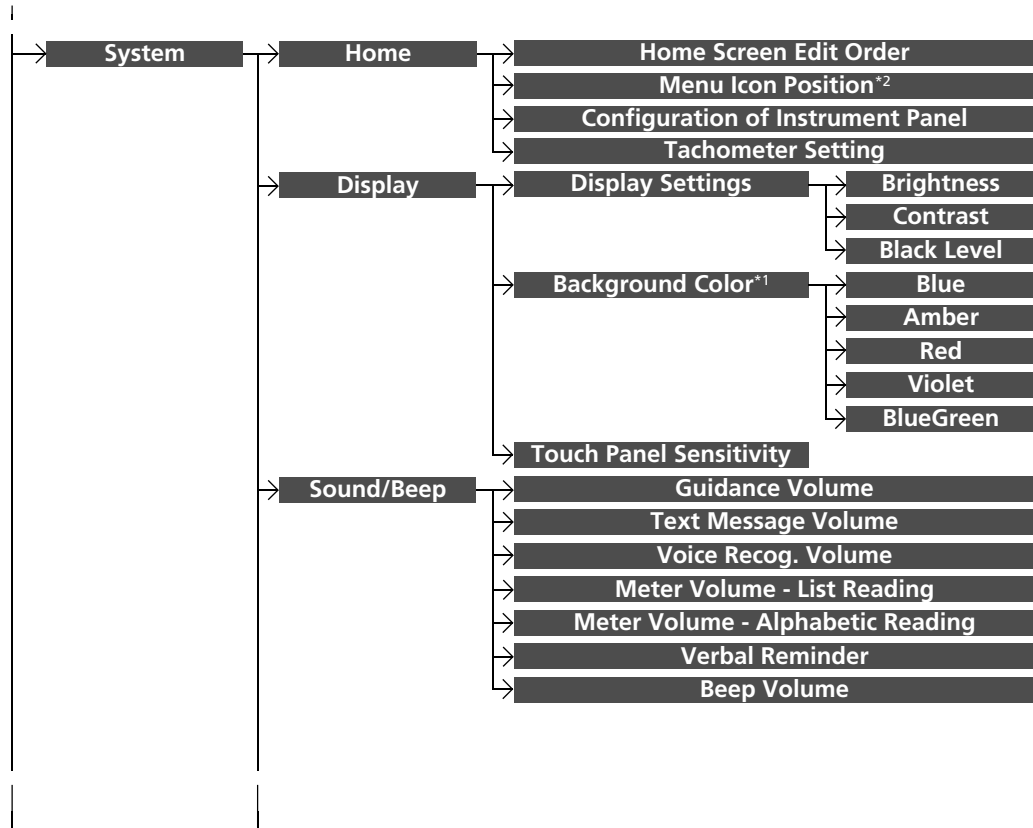 System
Home
Home Screen Edit Order
Menu Icon Position*2
Configuration of Instrument Panel
Tachometer Setting
Display
Display Settings
Brightness
Contrast
Black Level
Background Color*1
Blue
Amber
Red
Violet
BlueGreen
Touch Panel Sensitivity
Sound/Beep
Guidance Volume
Text Message Volume
Voice Recog. Volume
Meter Volume - List Reading
Meter Volume - Alphabetic Reading
Verbal Reminder
Beep Volume